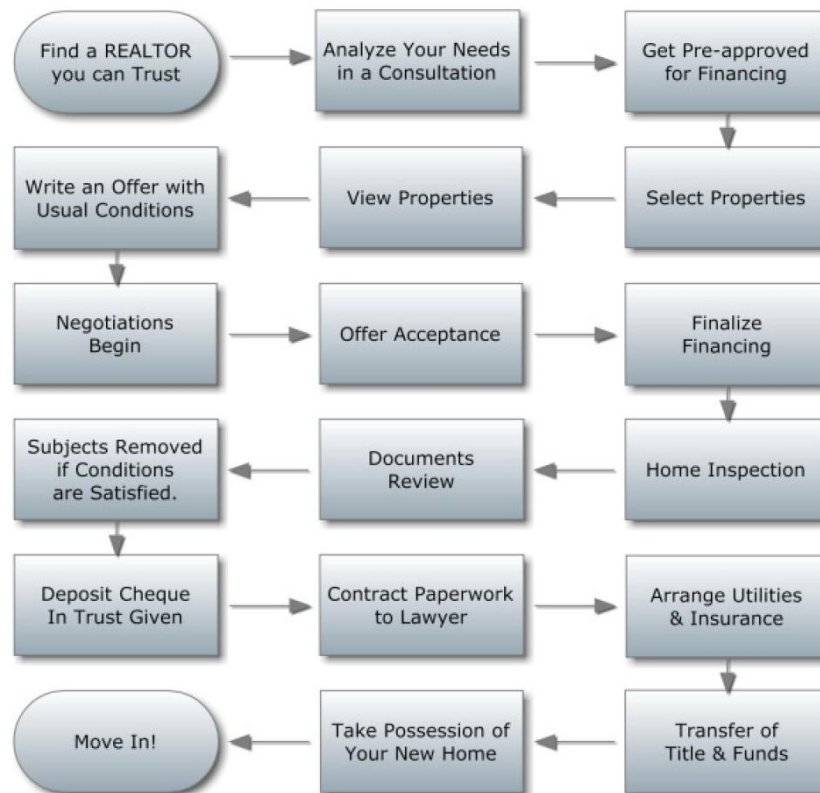 Find a REALTOR
you can Trust
Analyze Your Needs
in a Consultation
Get Pre-approved
for Financing
Select Properties
View Properties
Write an Offer with
Usual Conditions
Negotiations
Begin
Offer Acceptance
Finalize
Financing
Home Inspection
Documents
Review
Subjects Removed
if Conditions
are Satisfied.
Deposit Cheque
In Trust Given
Contract Paperwork
to Lawyer
Arrange Utilities
& Insurance
Transfer of
Title & Funds
Take Possession of
Your New Home
Move In!